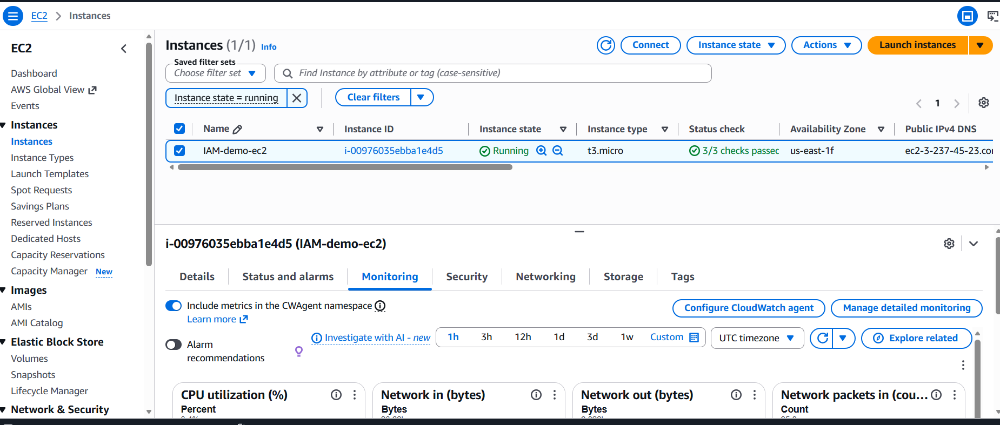 EC2 > Instances
EC2
Dashboard
AWS Global View
Events
Instances
Instances
Instance Types
Launch Templates
Spot Requests
Savings Plans
Reserved Instances
Dedicated Hosts
Capacity Reservations
Capacity Manager New
Images
AMIs
AMI Catalog
Elastic Block Store
Volumes
Snapshots
Lifecycle Manager
Network & Security
Instances (1/1) Info
Connect
Instance state
Actions
Launch instances
Saved filter sets
Choose filter set
Find Instance by attribute or tag (case-sensitive)
Instance state = running
Clear filters
1
Name Instance ID Instance state Instance type Status check Availability Zone Public IPv4 DNS
IAM-demo-ec2 i-00976035ebba1e4d5 Running t3.micro 3/3 checks passed us-east-1f ec2-3-237-45-23.co
i-00976035ebba1e4d5 (IAM-demo-ec2)
Details Status and alarms Monitoring Security Networking Storage Tags
Include metrics in the CWAgent namespace
Learn more
Configure CloudWatch agent
Manage detailed monitoring
Alarm
recommendations
Investigate with AI - new
1h 3h 12h 1d 3d 1w Custom
UTC timezone
Explore related
CPU utilization (%)
Percent
Network in (bytes)
Bytes
Network out (bytes)
Bytes
Network packets in (cou...
Count